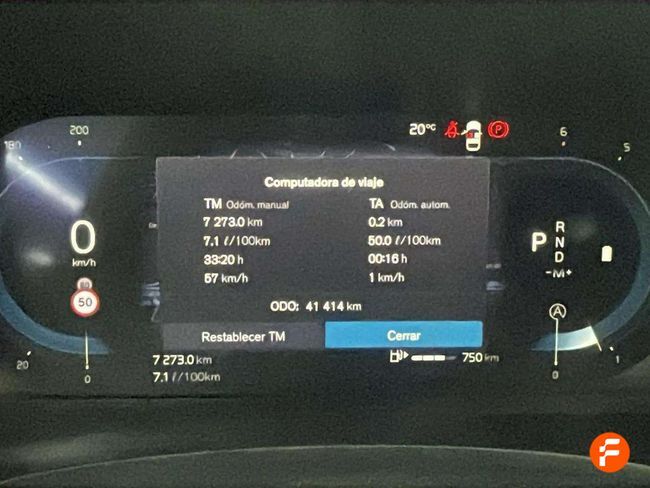 200
20°C
6
180
5
Computadora de viaje
TM Odóm. manual
TA Odóm. autom.
7 273.0 km
0.2 km
7.1 ℓ/100km
50.0 ℓ/100km
33:20 h
00:16 h
57 km/h
1 km/h
ODO: 41 414 km
Restablecer TM
Cerrar
0
km/h
50
P
R
N
D
-M+
A
20
0
7 273.0 km
7.1 ℓ/100km
750 km
0
1